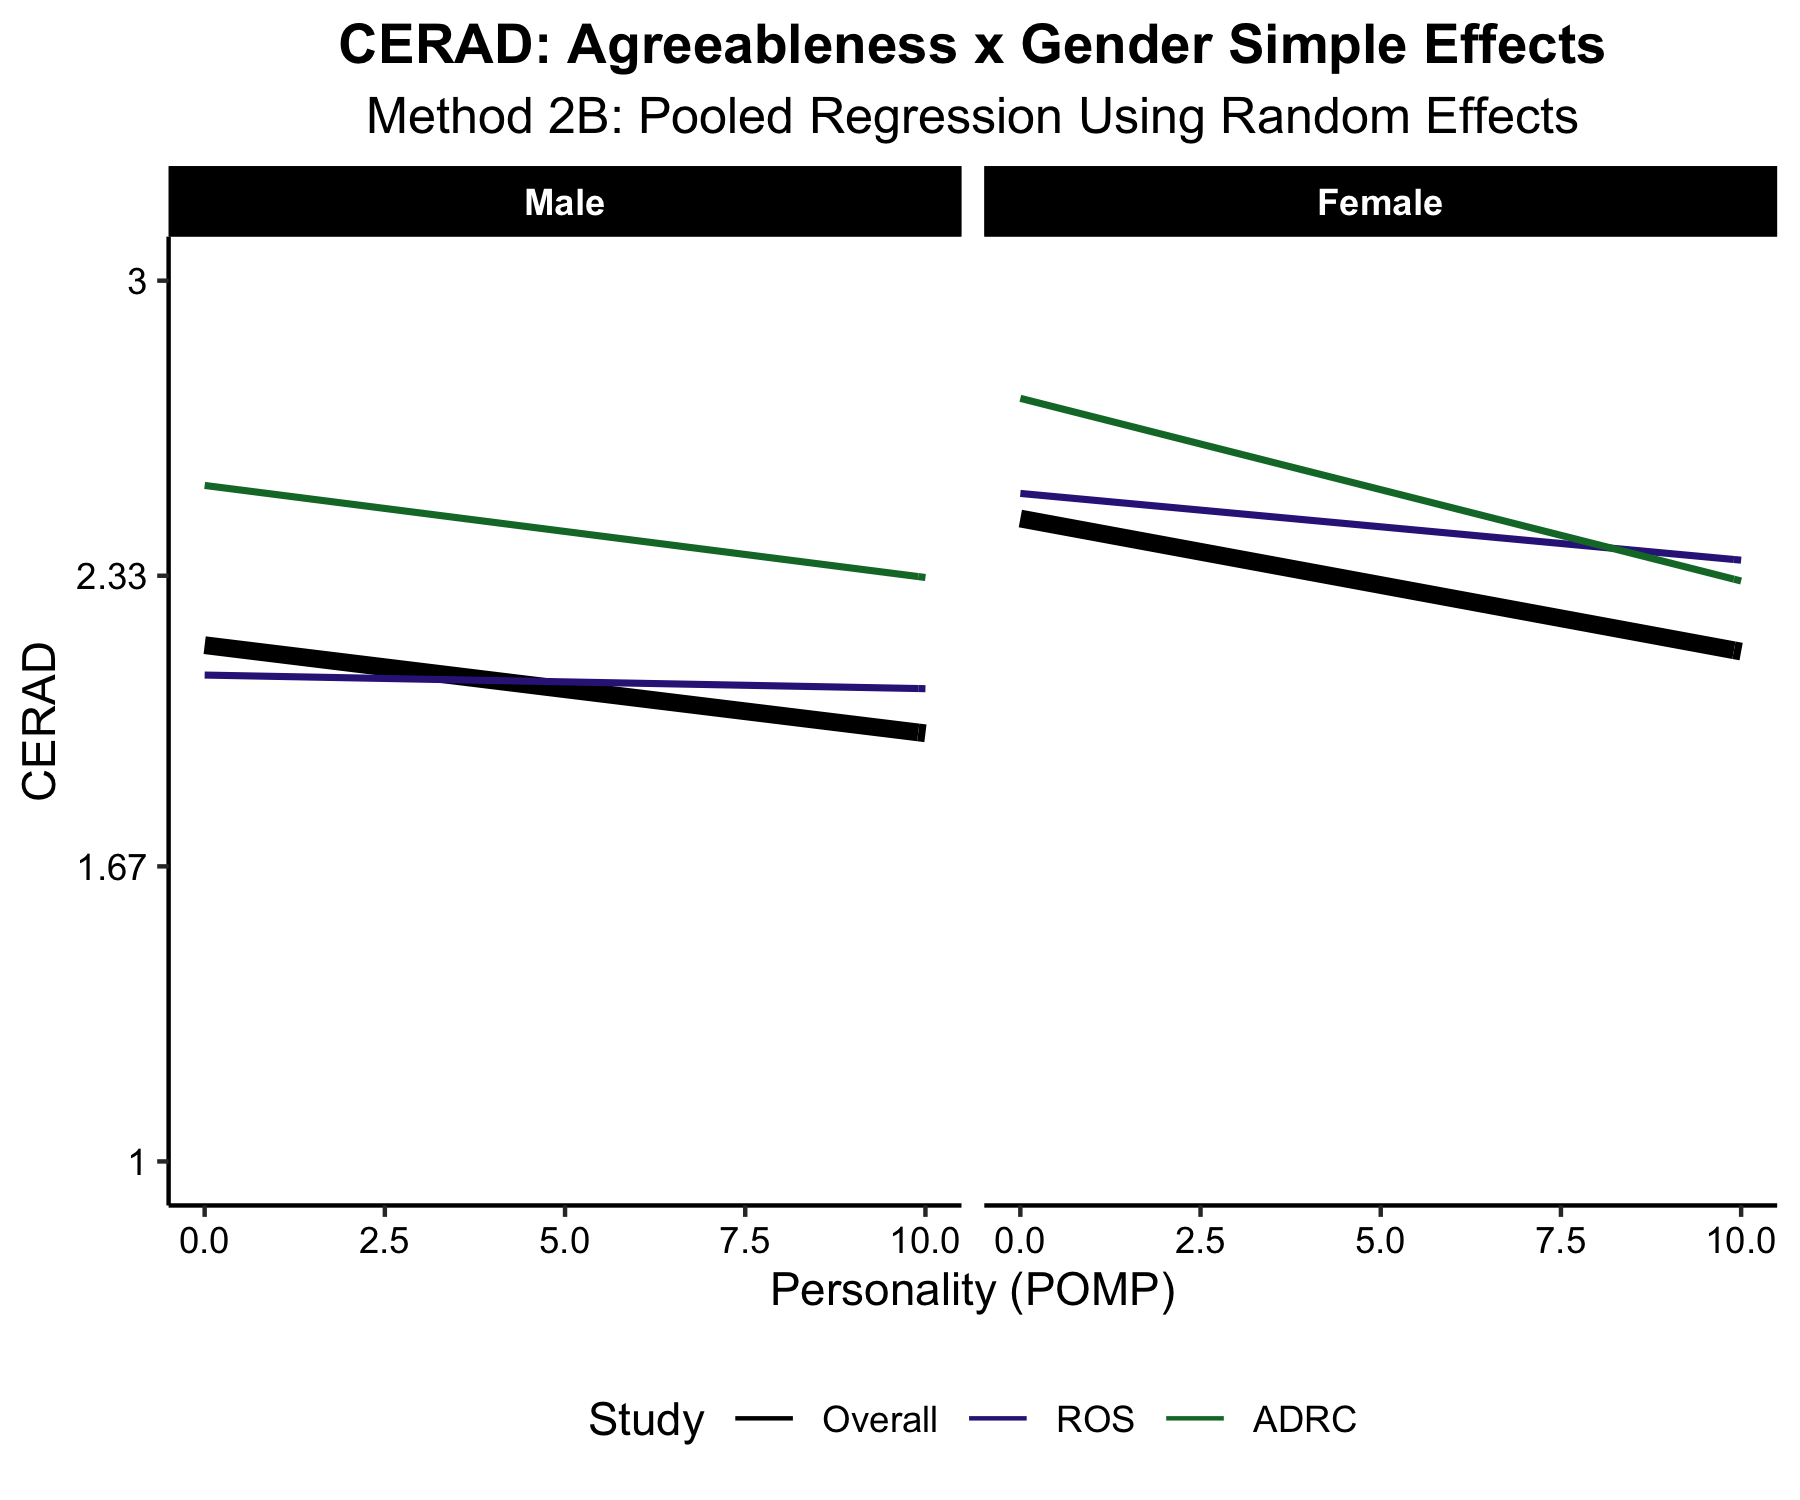 CERAD: Agreeableness x Gender Simple Effects
Method 2B: Pooled Regression Using Random Effects
Male
Female
3
2.33
1.67
1
CERAD
0.0 2.5 5.0 7.5 10.0
0.0 2.5 5.0 7.5 10.0
Personality (POMP)
Study Overall ROS ADRC